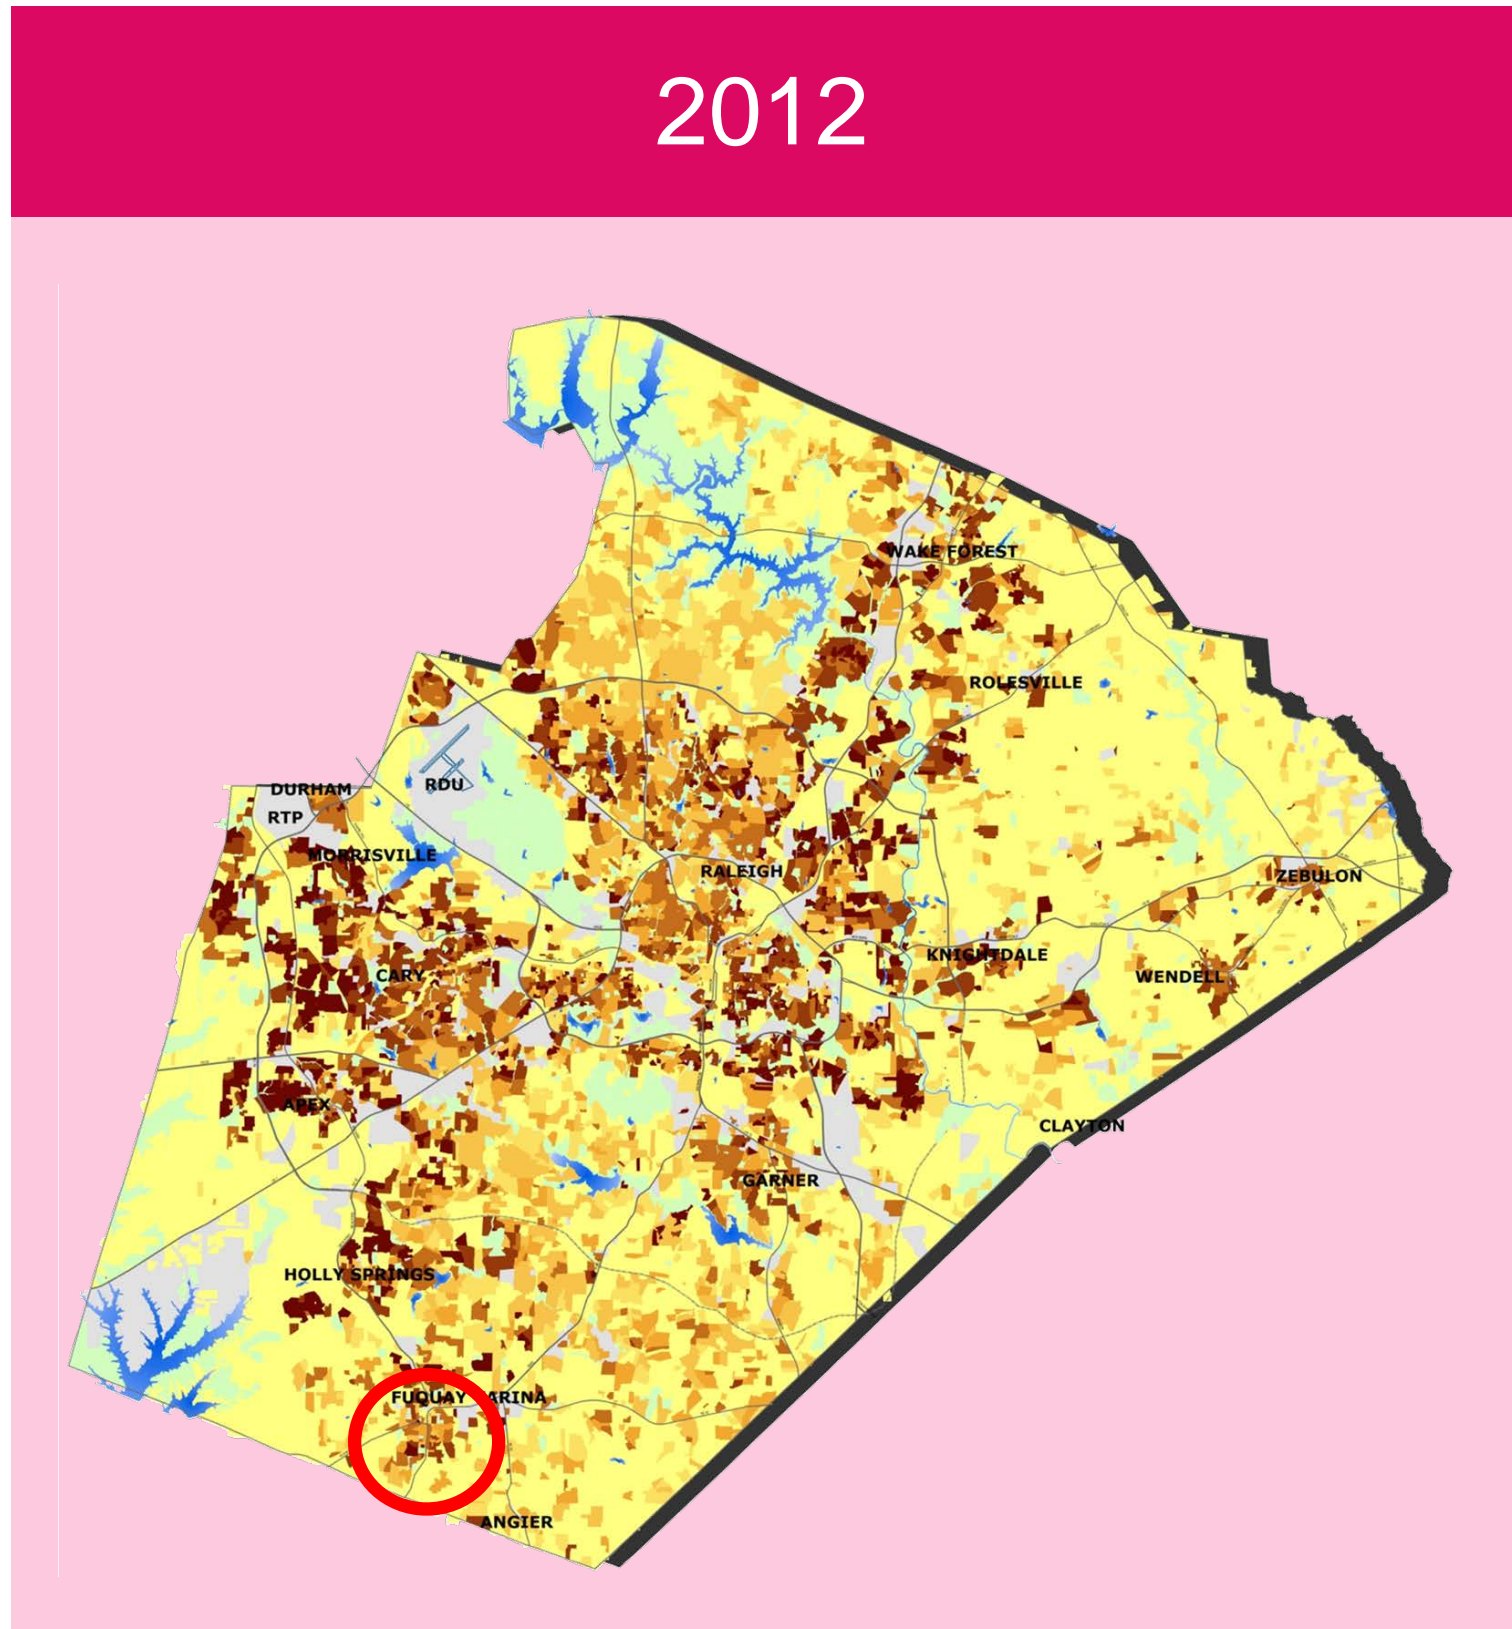 2012
WAKE FOREST
ROLESVILLE
DURHAM
RDU
RTP
MORRISVILLE
RALEIGH
ZEBULON
CARY
KNIGHTDALE
WENDELL
APEX
CLAYTON
GARNER
HOLLY SPRINGS
FUQUAY ARINA
ANGIER